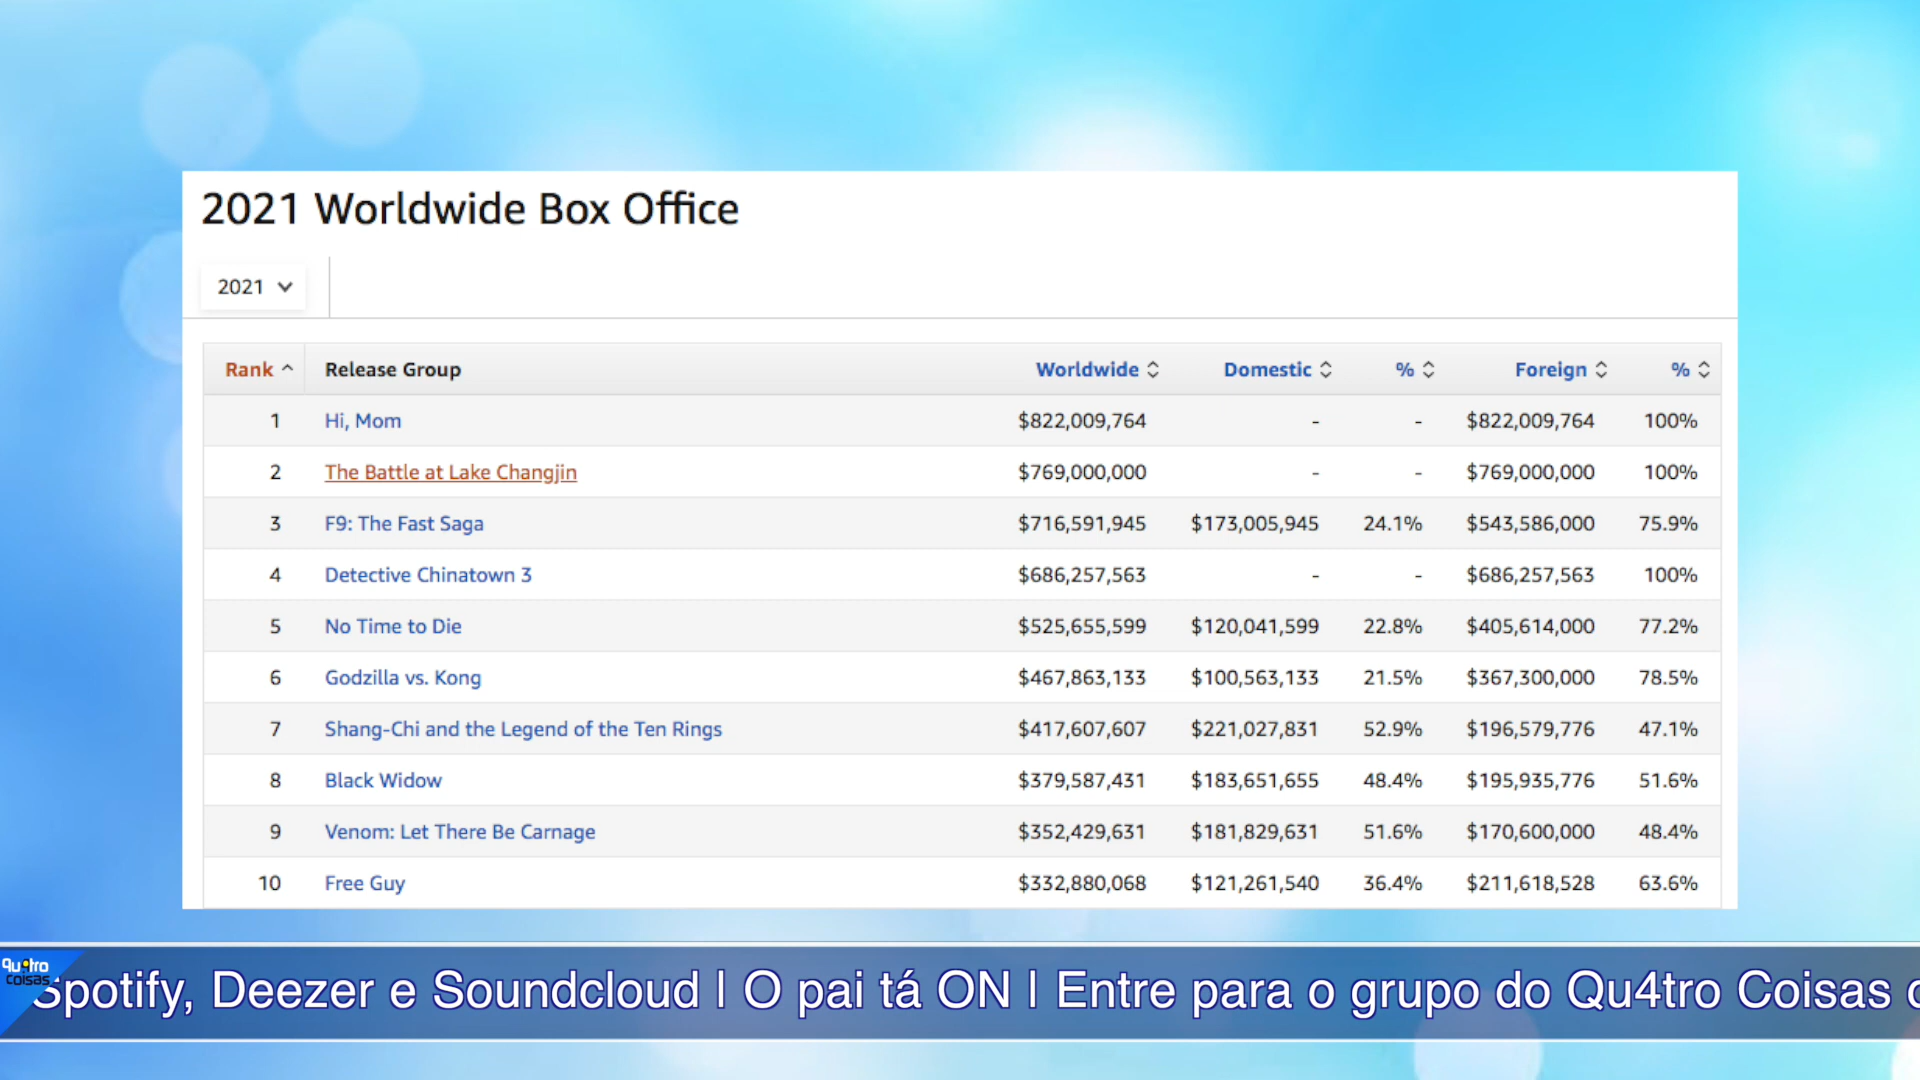 2021 Worldwide Box Office
2021
Rank Release Group Worldwide Domestic % Foreign %
1 Hi, Mom $822,009,764 - - $822,009,764 100%
2 The Battle at Lake Changjin $769,000,000 - - $769,000,000 100%
3 F9: The Fast Saga $716,591,945 $173,005,945 24.1% $543,586,000 75.9%
4 Detective Chinatown 3 $686,257,563 - - $686,257,563 100%
5 No Time to Die $525,655,599 $120,041,599 22.8% $405,614,000 77.2%
6 Godzilla vs. Kong $467,863,133 $100,563,133 21.5% $367,300,000 78.5%
7 Shang-Chi and the Legend of the Ten Rings $417,607,607 $221,027,831 52.9% $196,579,776 47.1%
8 Black Widow $379,587,431 $183,651,655 48.4% $195,935,776 51.6%
9 Venom: Let There Be Carnage $352,429,631 $181,829,631 51.6% $170,600,000 48.4%
10 Free Guy $332,880,068 $121,261,540 36.4% $211,618,528 63.6%
qu4tro
coisas
Spotify, Deezer e Soundcloud | O pai tá ON | Entre para o grupo do Qu4tro Coisas